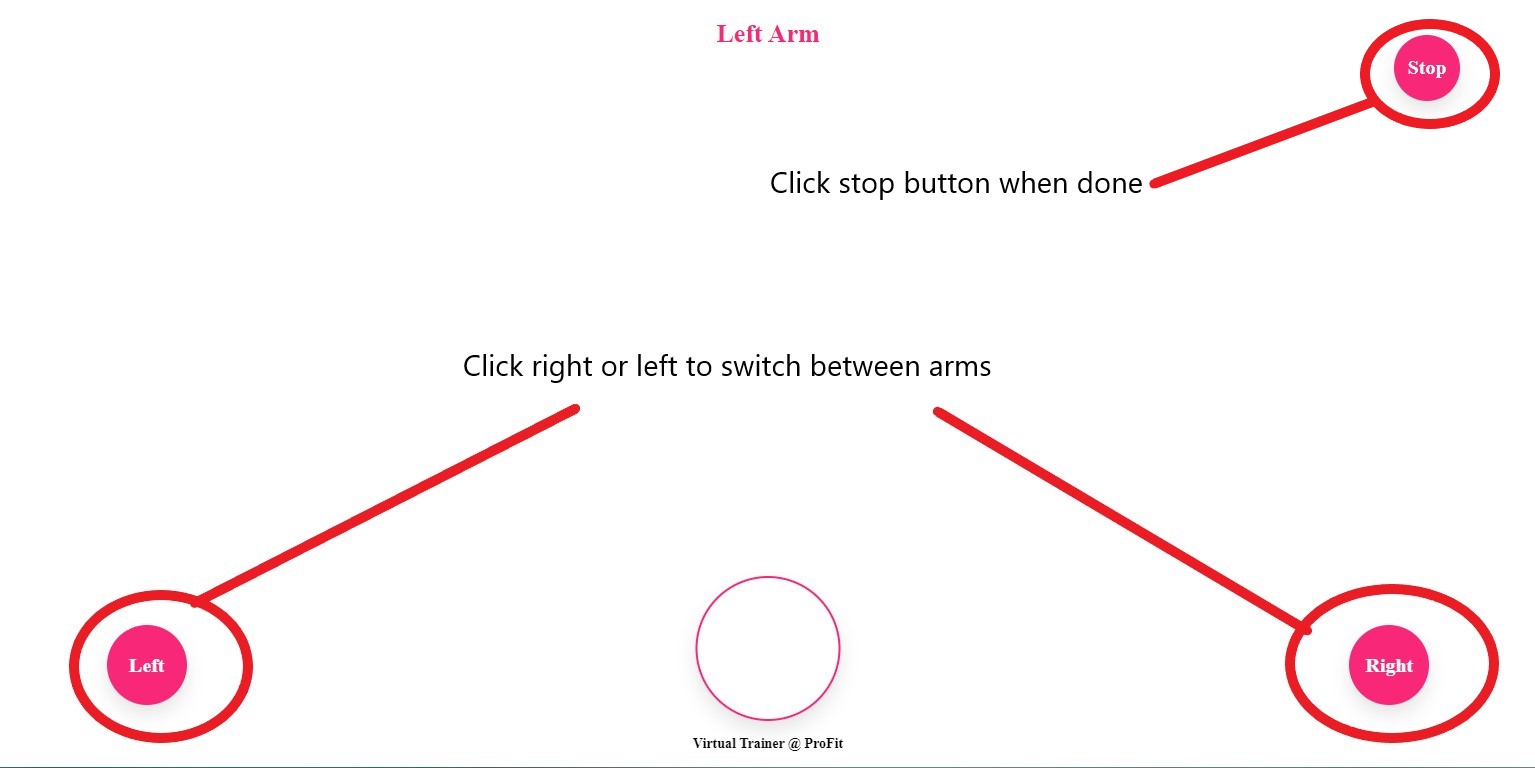 Left Arm
Stop
Click stop button when done
Click right or left to switch between arms
Left
Right
Virtual Trainer @ ProFit